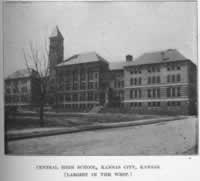 CENTRAL HIGH SCHOOL, KANSAS CITY, KANSAS
(LARGEST IN THE WEST).